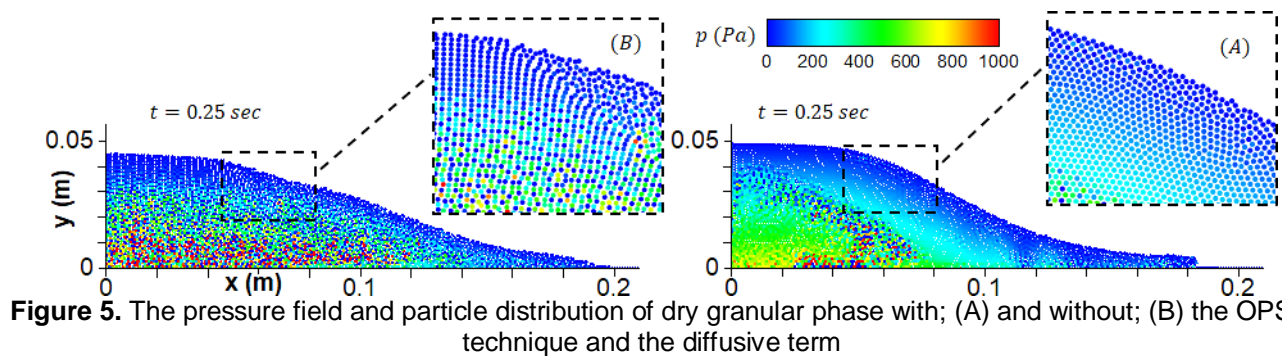 (B)
p (Pa)
0 200 400 600 800 1000
(A)
t = 0.25 sec
t = 0.25 sec
0.05
0.05
y (m)
0
0
x (m)
0.1
0.2
0
0.1
0.2
Figure 5. The pressure field and particle distribution of dry granular phase with; (A) and without; (B) the OPS
technique and the diffusive term